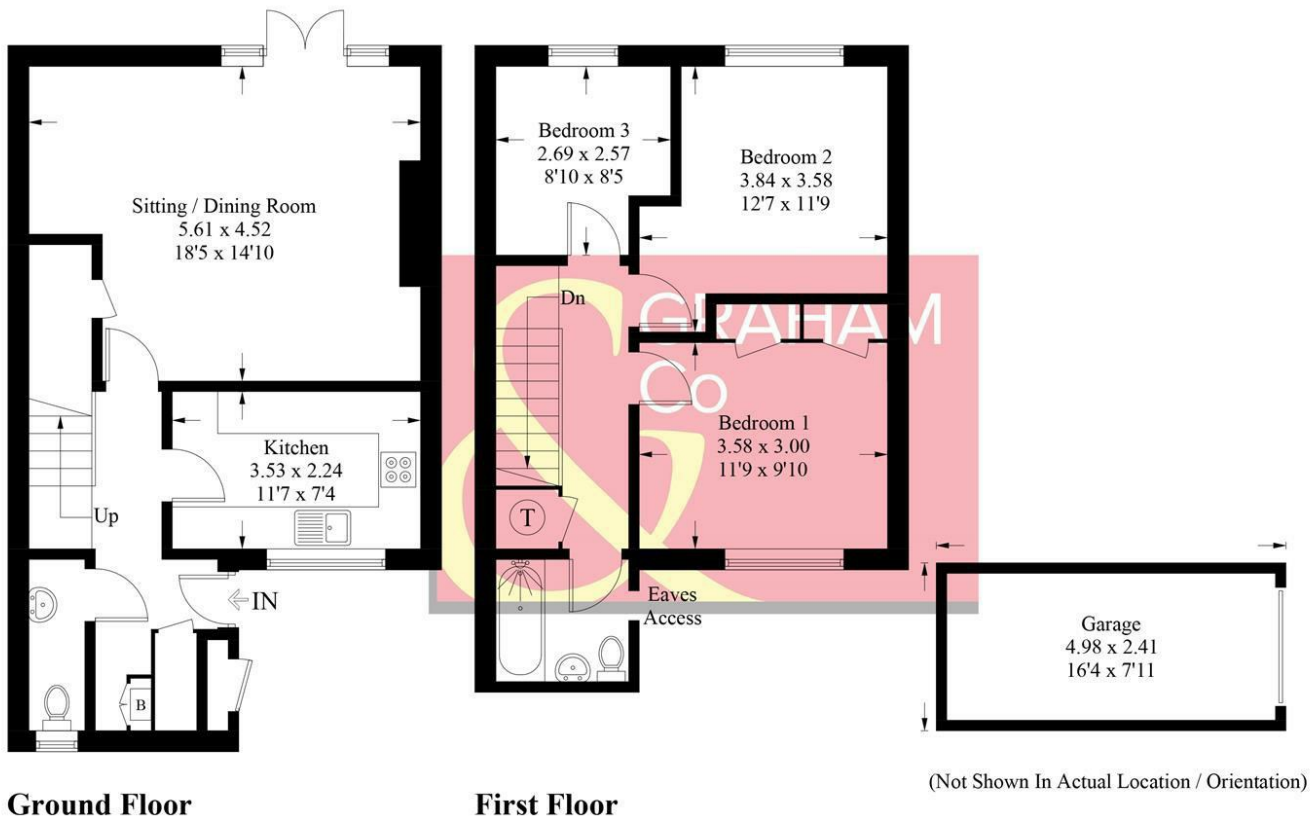 Sitting / Dining Room
5.61 x 4.52
18'5 x 14'10
Kitchen
3.53 x 2.24
11'7 x 7'4
Up
IN
B
Ground Floor
Bedroom 3
2.69 x 2.57
8'10 x 8'5
Bedroom 2
3.84 x 3.58
12'7 x 11'9
Dn
&
GRAHAM
Co
Bedroom 1
3.58 x 3.00
11'9 x 9'10
T
Eaves
Access
First Floor
Garage
4.98 x 2.41
16'4 x 7'11
(Not Shown In Actual Location / Orientation)